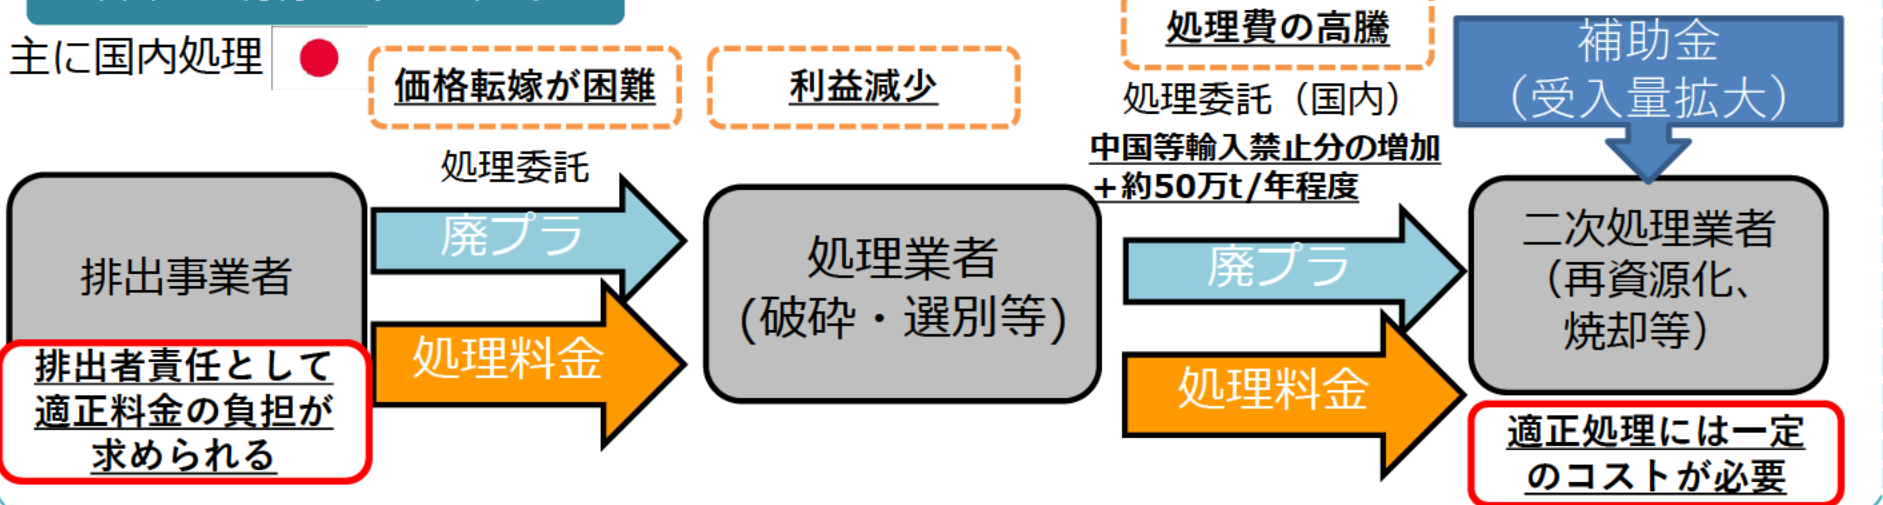 主に国内処理
価格転嫁が困難
利益減少
処理費の高騰
補助金
（受入量拡大）
処理委託
処理委託（国内）
中国等輸入禁止分の増加
＋約50万t/年程度
排出事業者
排出者責任として
適正料金の負担が
求められる
廃プラ
処理料金
処理業者
(破砕・選別等)
廃プラ
処理料金
二次処理業者
（再資源化、
焼却等）
適正処理には一定
のコストが必要